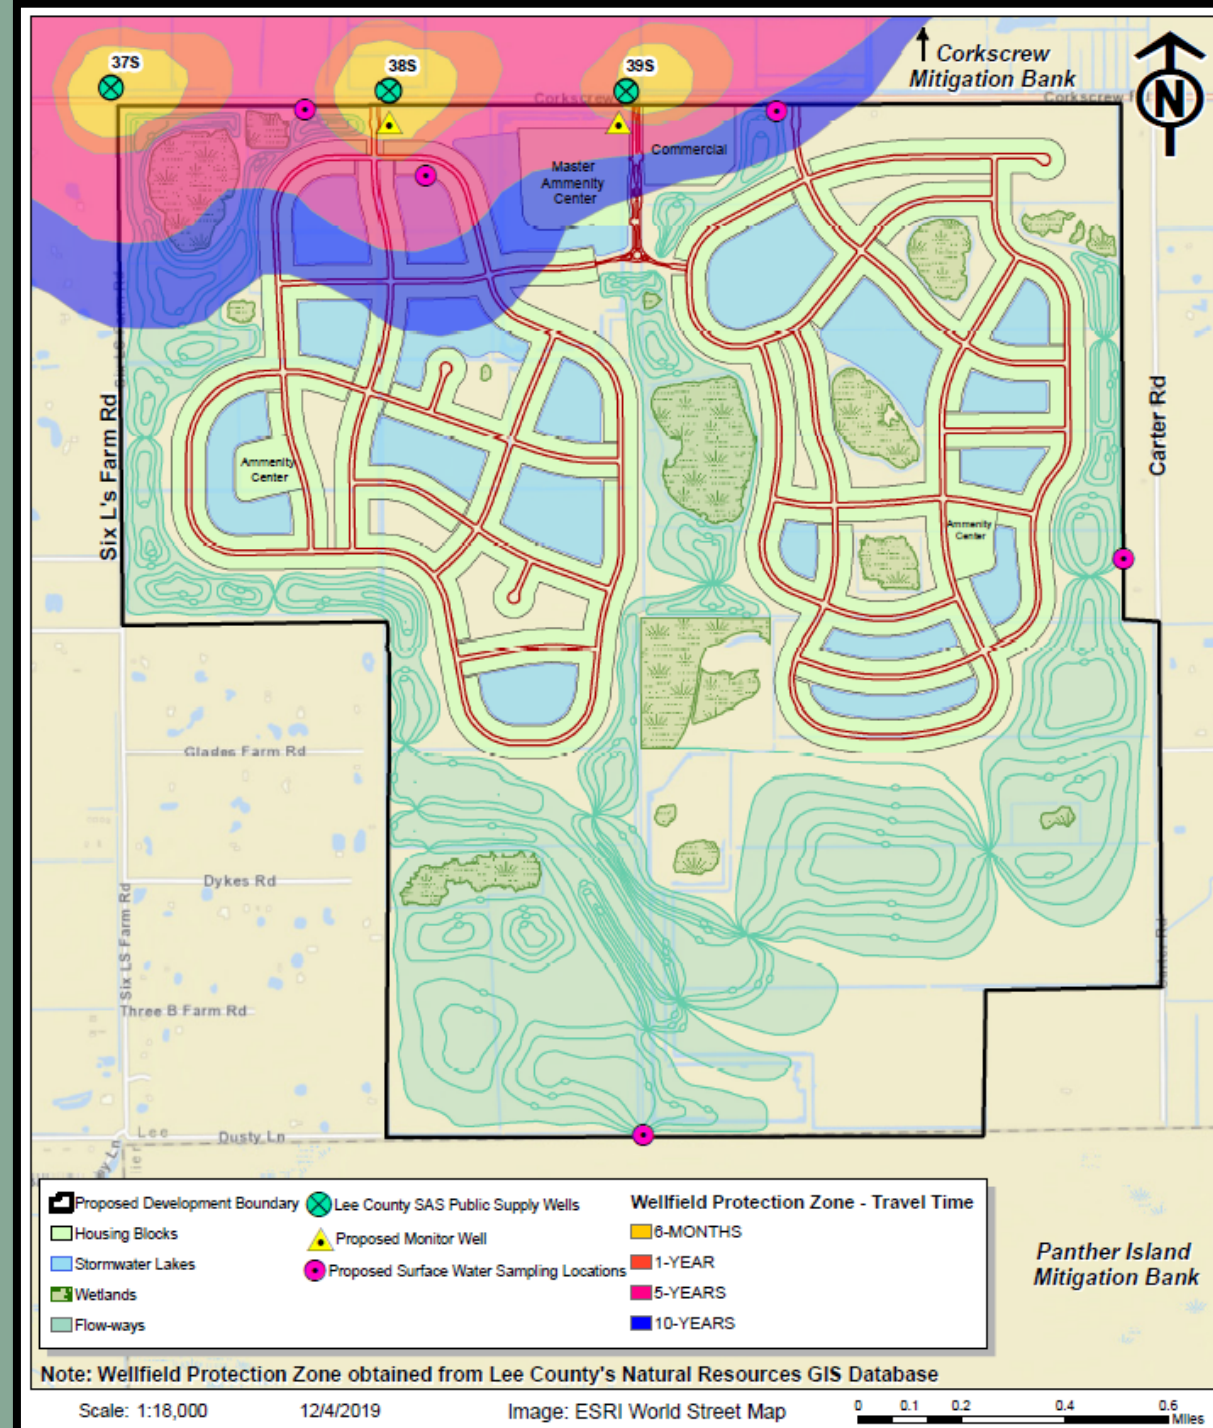 37S
38S
39S
Corkscrew
Mitigation Bank
N
Corkscrew
Corkscrew
Commercial
Master
Ammenity
Center
Six L's Farm Rd
Ammenity
Center
Carter Rd
Ammenity
Center
Glades Farm Rd
Dykes Rd
Six LS Farm Rd
Carter Rd
Three B Farm Rd
Lee
Dusty Ln
Proposed Development Boundary
Housing Blocks
Stormwater Lakes
Wetlands
Flow-ways
Lee County SAS Public Supply Wells
Proposed Monitor Well
Proposed Surface Water Sampling Locations
Wellfield Protection Zone - Travel Time
6-MONTHS
1-YEAR
5-YEARS
10-YEARS
Panther Island
Mitigation Bank
Note: Wellfield Protection Zone obtained from Lee County's Natural Resources GIS Database
Scale: 1:18,000 12/4/2019 Image: ESRI World Street Map
0 0.1 0.2 0.4 0.6
Miles